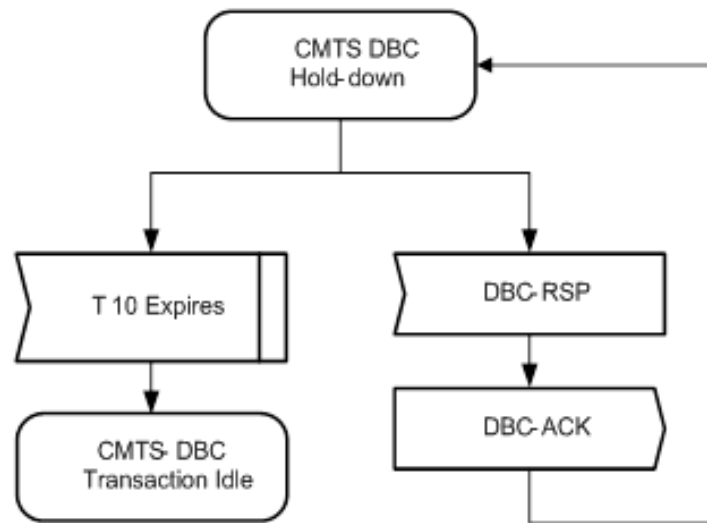 CMTS DBC
Hold-down
T 10 Expires
DBC-RSP
CMTS- DBC
Transaction Idle
DBC-ACK